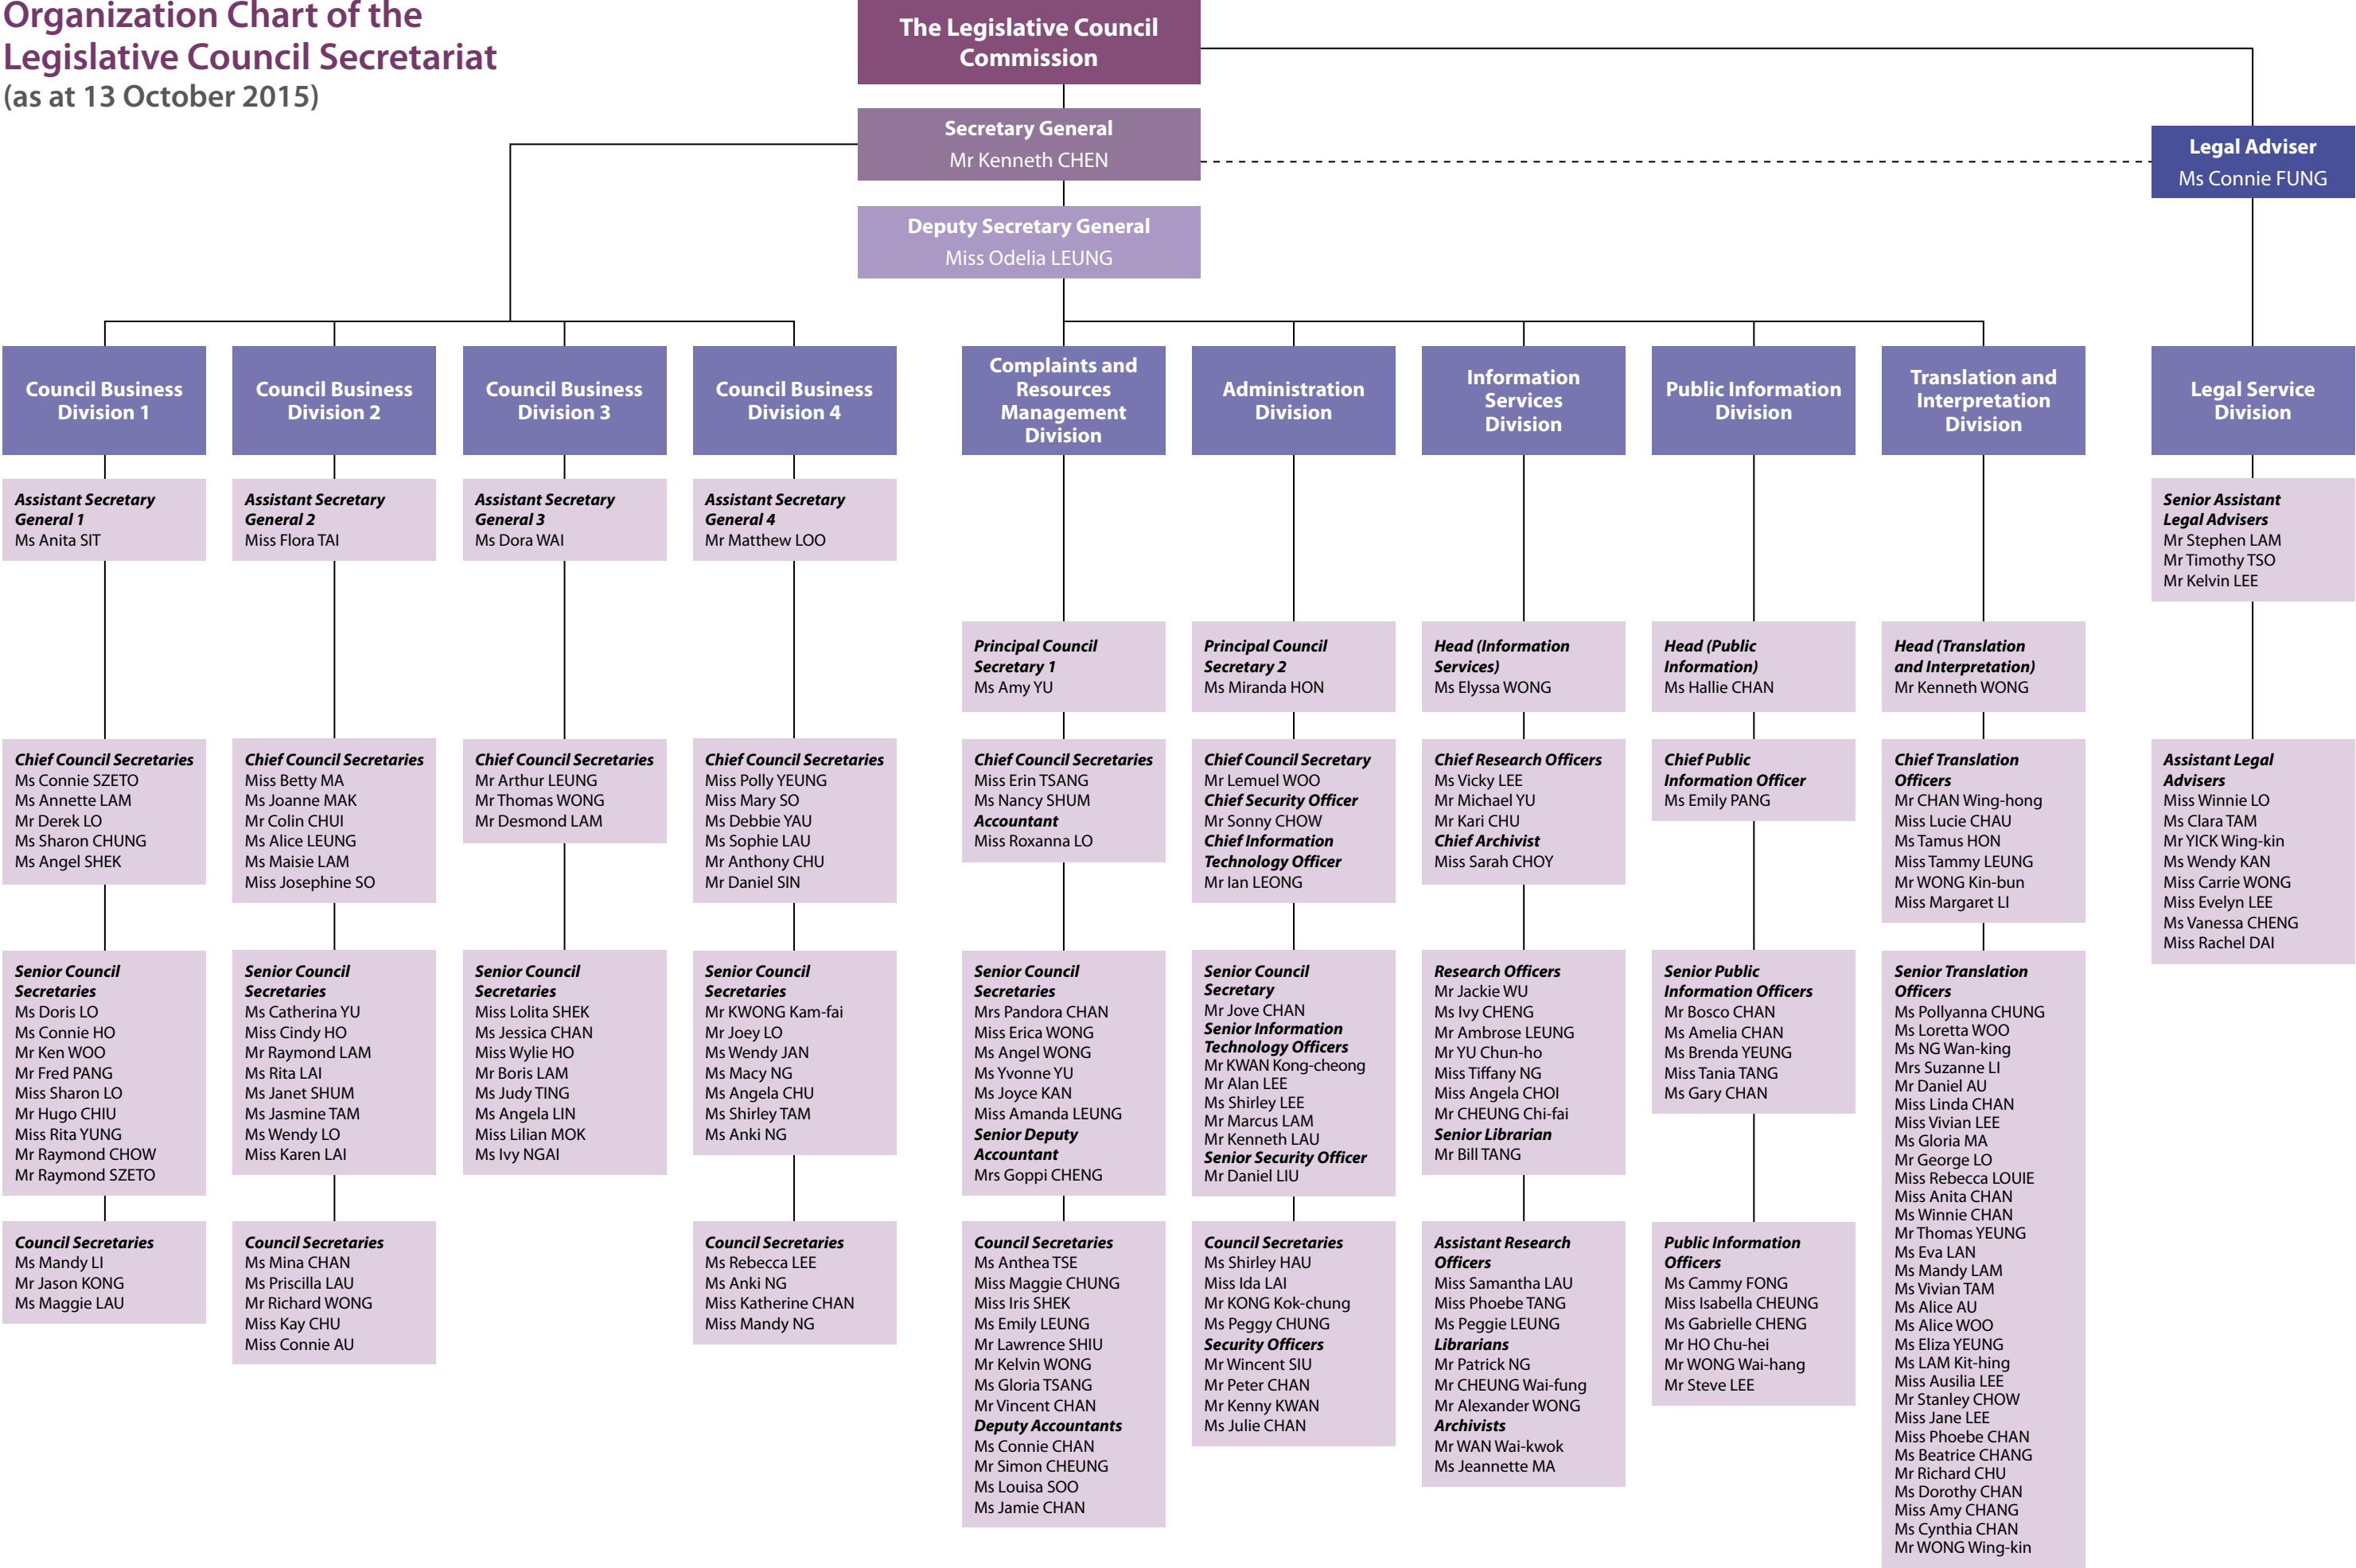 Organization Chart of the
Legislative Council Secretariat
(as at 13 October 2015)
The Legislative Council
Commission
Secretary General
Mr Kenneth CHEN
Legal Adviser
Ms Connie FUNG
Deputy Secretary General
Miss Odelia LEUNG
Council Business
Division 1
Council Business
Division 2
Council Business
Division 3
Council Business
Division 4
Complaints and
Resources
Management
Division
Administration
Division
Information
Services
Division
Public Information
Division
Translation and
Interpretation
Division
Legal Service
Division
Assistant Secretary
General 1
Ms Anita SIT
Assistant Secretary
General 2
Miss Flora TAI
Assistant Secretary
General 3
Ms Dora WAI
Assistant Secretary
General 4
Mr Matthew LOO
Senior Assistant
Legal Advisers
Mr Stephen LAM
Mr Timothy TSO
Mr Kelvin LEE
Principal Council
Secretary 1
Ms Amy YU
Principal Council
Secretary 2
Ms Miranda HON
Head (Information
Services)
Ms Elyssa WONG
Head (Public
Information)
Ms Hallie CHAN
Head (Translation
and Interpretation)
Mr Kenneth WONG
Chief Council Secretaries
Ms Connie SZETO
Ms Annette LAM
Mr Derek LO
Ms Sharon CHUNG
Ms Angel SHEK
Chief Council Secretaries
Miss Betty MA
Ms Joanne MAK
Mr Colin CHUI
Ms Alice LEUNG
Ms Maisie LAM
Miss Josephine SO
Chief Council Secretaries
Mr Arthur LEUNG
Mr Thomas WONG
Mr Desmond LAM
Chief Council Secretaries
Miss Polly YEUNG
Miss Mary SO
Ms Debbie YAU
Ms Sophie LAU
Mr Anthony CHU
Mr Daniel SIN
Chief Council Secretaries
Miss Erin TSANG
Ms Nancy SHUM
Accountant
Miss Roxanna LO
Chief Council Secretary
Mr Lemuel WOO
Chief Security Officer
Mr Sonny CHOW
Chief Information
Technology Officer
Mr Ian LEONG
Chief Research Officers
Ms Vicky LEE
Mr Michael YU
Mr Kari CHU
Chief Archivist
Miss Sarah CHOY
Chief Public
Information Officer
Ms Emily PANG
Chief Translation
Officers
Mr CHAN Wing-hong
Miss Lucie CHAU
Ms Tamus HON
Miss Tammy LEUNG
Mr WONG Kin-bun
Miss Margaret LI
Assistant Legal
Advisers
Miss Winnie LO
Ms Clara TAM
Mr YICK Wing-kin
Ms Wendy KAN
Miss Carrie WONG
Miss Evelyn LEE
Ms Vanessa CHENG
Miss Rachel DAI
Senior Council
Secretaries
Ms Doris LO
Ms Connie HO
Mr Ken WOO
Mr Fred PANG
Miss Sharon LO
Mr Hugo CHIU
Miss Rita YUNG
Mr Raymond CHOW
Mr Raymond SZETO
Senior Council
Secretaries
Ms Catherina YU
Miss Cindy HO
Mr Raymond LAM
Ms Rita LAI
Ms Janet SHUM
Ms Jasmine TAM
Ms Wendy LO
Miss Karen LAI
Senior Council
Secretaries
Miss Lolita SHEK
Ms Jessica CHAN
Miss Wylie HO
Mr Boris LAM
Ms Judy TING
Ms Angela LIN
Miss Lilian MOK
Ms Ivy NGAI
Senior Council
Secretaries
Mr KWONG Kam-fai
Mr Joey LO
Ms Wendy JAN
Ms Macy NG
Ms Angela CHU
Ms Shirley TAM
Ms Anki NG
Senior Council
Secretaries
Mrs Pandora CHAN
Miss Erica WONG
Ms Angel WONG
Ms Yvonne YU
Ms Joyce KAN
Miss Amanda LEUNG
Senior Deputy
Accountant
Mrs Goppi CHENG
Senior Council
Secretary
Mr Jove CHAN
Senior Information
Technology Officers
Mr KWAN Kong-cheong
Mr Alan LEE
Ms Shirley LEE
Mr Marcus LAM
Mr Kenneth LAU
Senior Security Officer
Mr Daniel LIU
Research Officers
Mr Jackie WU
Ms Ivy CHENG
Mr Ambrose LEUNG
Mr YU Chun-ho
Miss Tiffany NG
Miss Angela CHOI
Mr CHEUNG Chi-fai
Senior Librarian
Mr Bill TANG
Senior Public
Information Officers
Mr Bosco CHAN
Ms Amelia CHAN
Ms Brenda YEUNG
Miss Tania TANG
Ms Gary CHAN
Senior Translation
Officers
Ms Pollyanna CHUNG
Ms Loretta WOO
Ms NG Wan-king
Mrs Suzanne LI
Mr Daniel AU
Miss Linda CHAN
Miss Vivian LEE
Ms Gloria MA
Mr George LO
Miss Rebecca LOUIE
Miss Anita CHAN
Ms Winnie CHAN
Mr Thomas YEUNG
Ms Eva LAN
Ms Mandy LAM
Ms Vivian TAM
Ms Alice AU
Ms Alice WOO
Ms Eliza YEUNG
Ms LAM Kit-hing
Miss Ausilia LEE
Mr Stanley CHOW
Miss Jane LEE
Miss Phoebe CHAN
Ms Beatrice CHANG
Mr Richard CHU
Ms Dorothy CHAN
Miss Amy CHANG
Ms Cynthia CHAN
Mr WONG Wing-kin
Council Secretaries
Ms Mandy LI
Mr Jason KONG
Ms Maggie LAU
Council Secretaries
Ms Mina CHAN
Ms Priscilla LAU
Mr Richard WONG
Miss Kay CHU
Miss Connie AU
Council Secretaries
Ms Rebecca LEE
Ms Anki NG
Miss Katherine CHAN
Miss Mandy NG
Council Secretaries
Ms Anthea TSE
Miss Maggie CHUNG
Miss Iris SHEK
Ms Emily LEUNG
Mr Lawrence SHIU
Mr Kelvin WONG
Ms Gloria TSANG
Mr Vincent CHAN
Deputy Accountants
Ms Connie CHAN
Mr Simon CHEUNG
Ms Louisa SOO
Ms Jamie CHAN
Council Secretaries
Ms Shirley HAU
Miss Ida LAI
Mr KONG Kok-chung
Ms Peggy CHUNG
Security Officers
Mr Wincent SIU
Mr Peter CHAN
Mr Kenny KWAN
Ms Julie CHAN
Assistant Research
Officers
Miss Samantha LAU
Miss Phoebe TANG
Ms Peggie LEUNG
Librarians
Mr Patrick NG
Mr CHEUNG Wai-fung
Mr Alexander WONG
Archivists
Mr WAN Wai-kwok
Ms Jeannette MA
Public Information
Officers
Ms Cammy FONG
Miss Isabella CHEUNG
Ms Gabrielle CHENG
Mr HO Chu-hei
Mr WONG Wai-hang
Mr Steve LEE